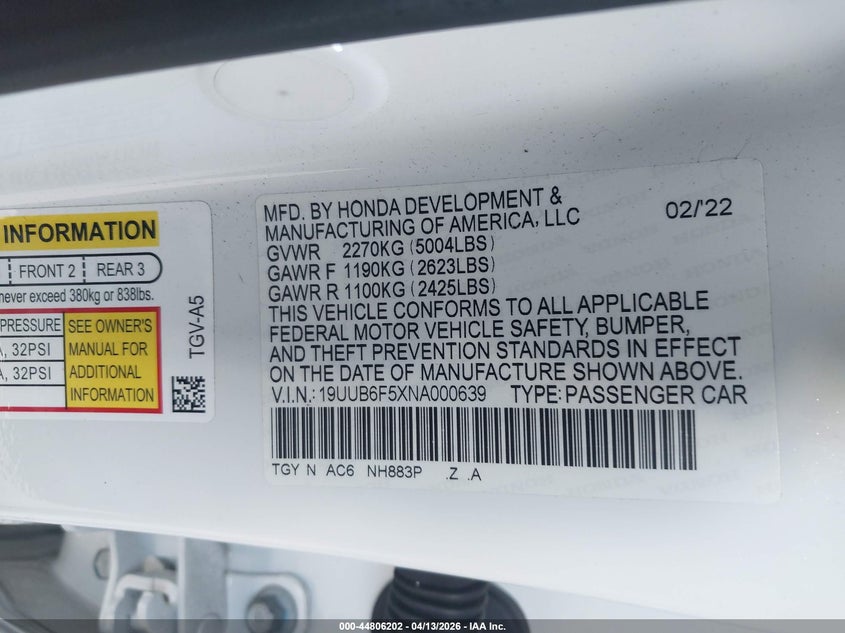 INFORMATION
FRONT 2 REAR 3
never exceed 380kg or 838lbs.
PRESSURE
, 32PSI
, 32PSI
SEE OWNER'S
MANUAL FOR
ADDITIONAL
INFORMATION
TGV-A5
MFD. BY HONDA DEVELOPMENT & 02/'22
MANUFACTURING OF AMERICA, LLC
GVWR 2270KG (5004LBS)
GAWR F 1190KG (2623LBS)
GAWR R 1100KG (2425LBS)
THIS VEHICLE CONFORMS TO ALL APPLICABLE
FEDERAL MOTOR VEHICLE SAFETY, BUMPER,
AND THEFT PREVENTION STANDARDS IN EFFECT
ON THE DATE OF MANUFACTURE SHOWN ABOVE.
V.I.N.: 19UUB6F5XNA000639 TYPE: PASSENGER CAR
TGY N AC6 NH883P .Z .A
000-44806202 - 04/13/2026 - IAA Inc.